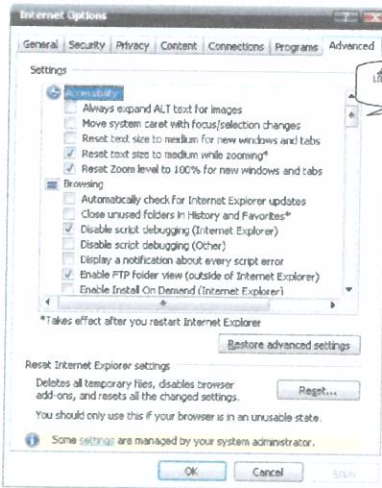 Internet Options
General Security Privacy Content Connections Programs Advanced
Settings
Accessibility
Always expand ALT text for images
Move system caret with focus/selection changes
Reset text size to medium for new windows and tabs
Reset text size to medium while zooming*
Reset Zoom level to 100% for new windows and tabs
Browsing
Automatically check for Internet Explorer updates
Close unused folders in History and Favorites*
Disable script debugging (Internet Explorer)
Disable script debugging (Other)
Display a notification about every script error
Enable FTP folder view (outside of Internet Explorer)
Enable Install On Demand (Internet Explorer)
*Takes effect after you restart Internet Explorer
Restore advanced settings
Reset Internet Explorer settings
Deletes all temporary files, disables browser
add-ons, and resets all the changed settings.
Reset...
You should only use this if your browser is in an unusable state.
Some settings are managed by your system administrator.
OK Cancel Apply